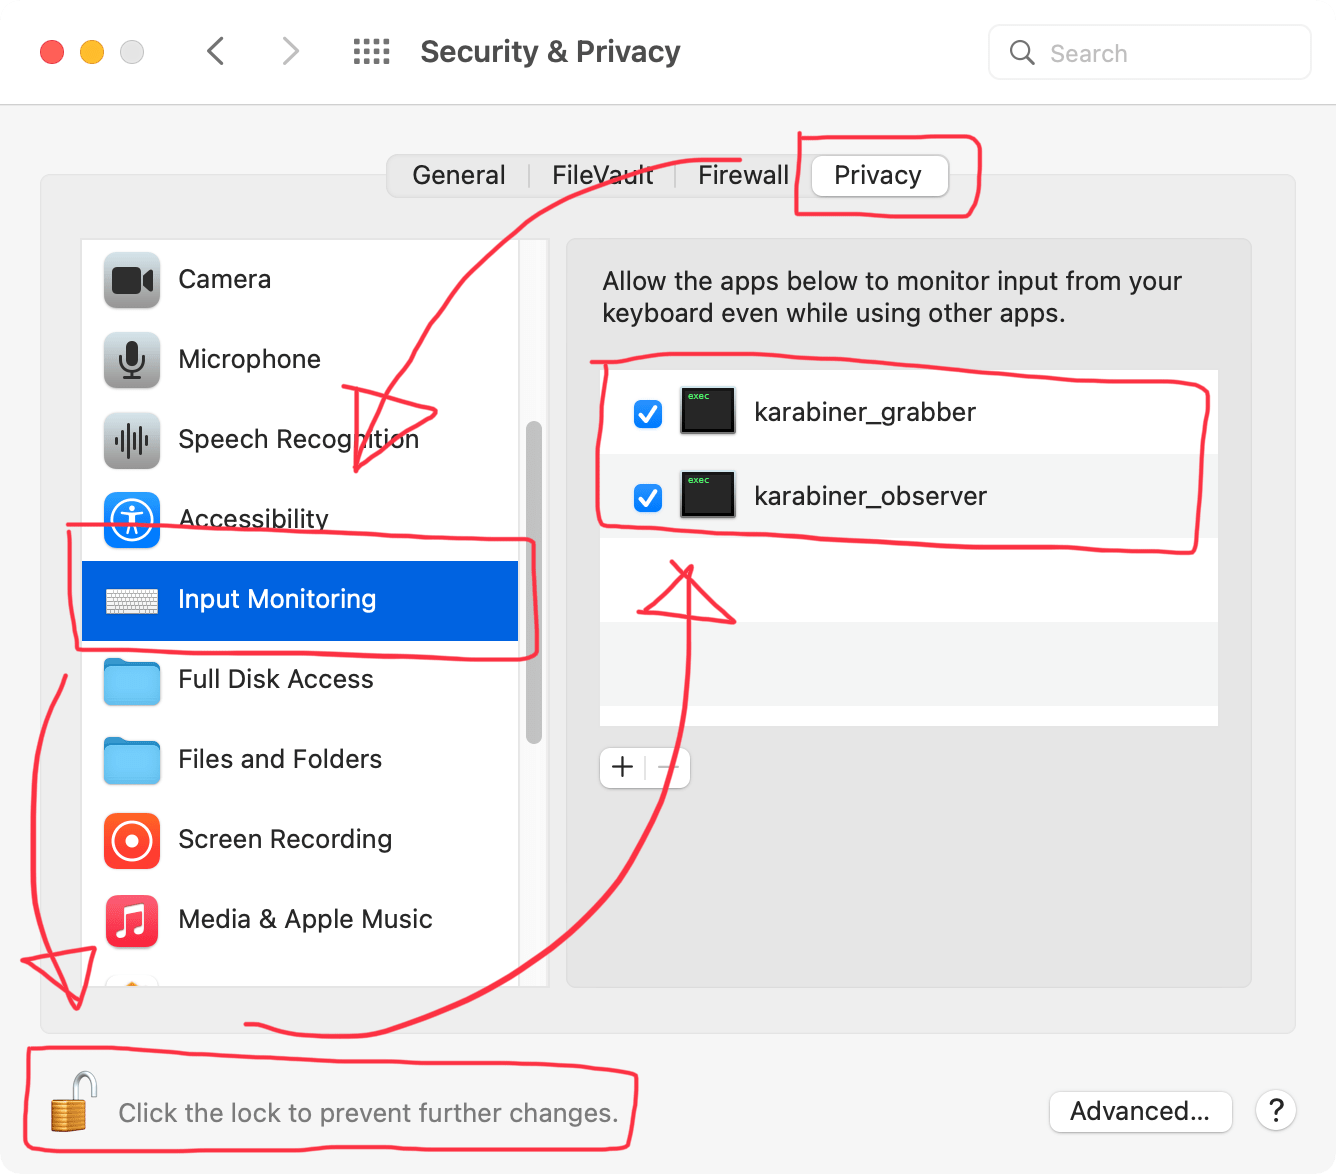 Security & Privacy
Search
General
FileVault
Firewall
Privacy
Camera
Microphone
Speech Recognition
Accessibility
Input Monitoring
Full Disk Access
Files and Folders
Screen Recording
Media & Apple Music
Allow the apps below to monitor input from your
keyboard even while using other apps.
exec
karabiner_grabber
exec
karabiner_observer
+
−
Click the lock to prevent further changes.
Advanced...
?